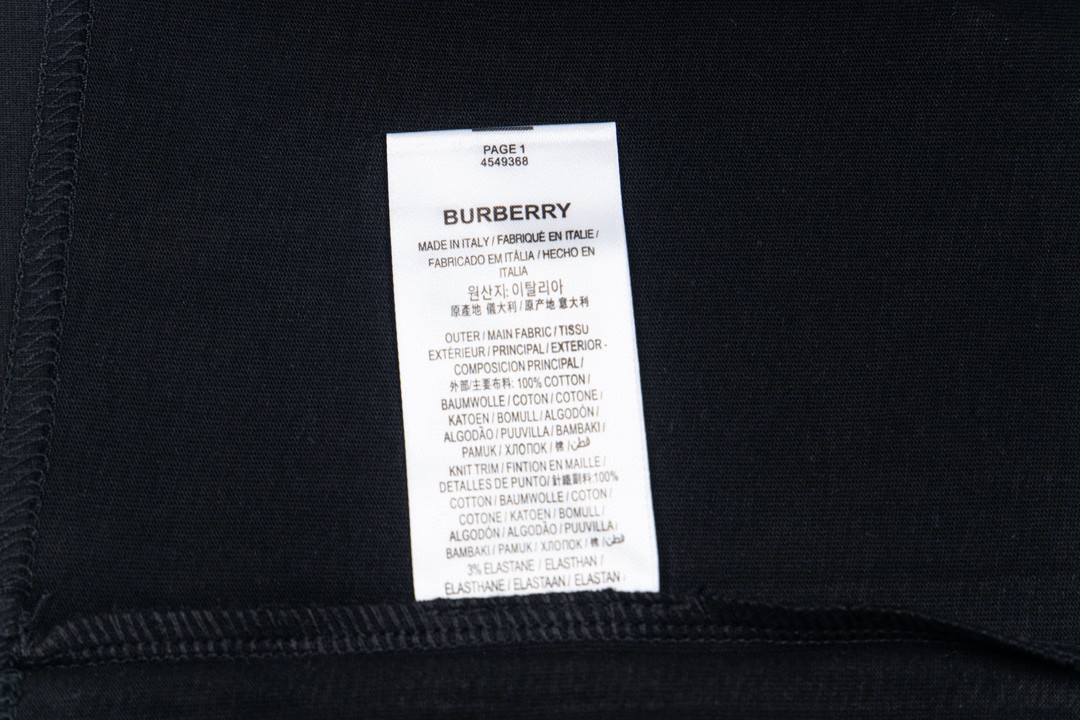 PAGE 1
4549368
BURBERRY
MADE IN ITALY / FABRIQUÉ EN ITALIE /
FABRICADO EM ITÁLIA / HECHO EN
ITALIA
원산지: 이탈리아
原產地 儀大利 / 原产地 意大利
OUTER / MAIN FABRIC / TISSU
EXTÉRIEUR / PRINCIPAL / EXTERIOR -
COMPOSICION PRINCIPAL /
外部/主要布料: 100% COTTON /
BAUMWOLLE / COTON / COTONE /
KATOEN / BOMULL / ALGODÓN /
ALGODÃO / PUUVILLA / BAMBAKI /
PAMUK / ХЛОПОК / 棉 / قطن
KNIT TRIM / FINTION EN MAILLE /
DETALLES DE PUNTO/ 針織副料:100%
COTTON / BAUMWOLLE / COTON /
COTONE / KATOEN / BOMULL /
ALGODÓN / ALGODÃO / PUUVILLA /
BAMBAKI / PAMUK / ХЛОПОК / 棉 / قطن
3% ELASTANE / ELASTHAN /
ÉLASTHANE / ELASTAAN / ELASTAN /